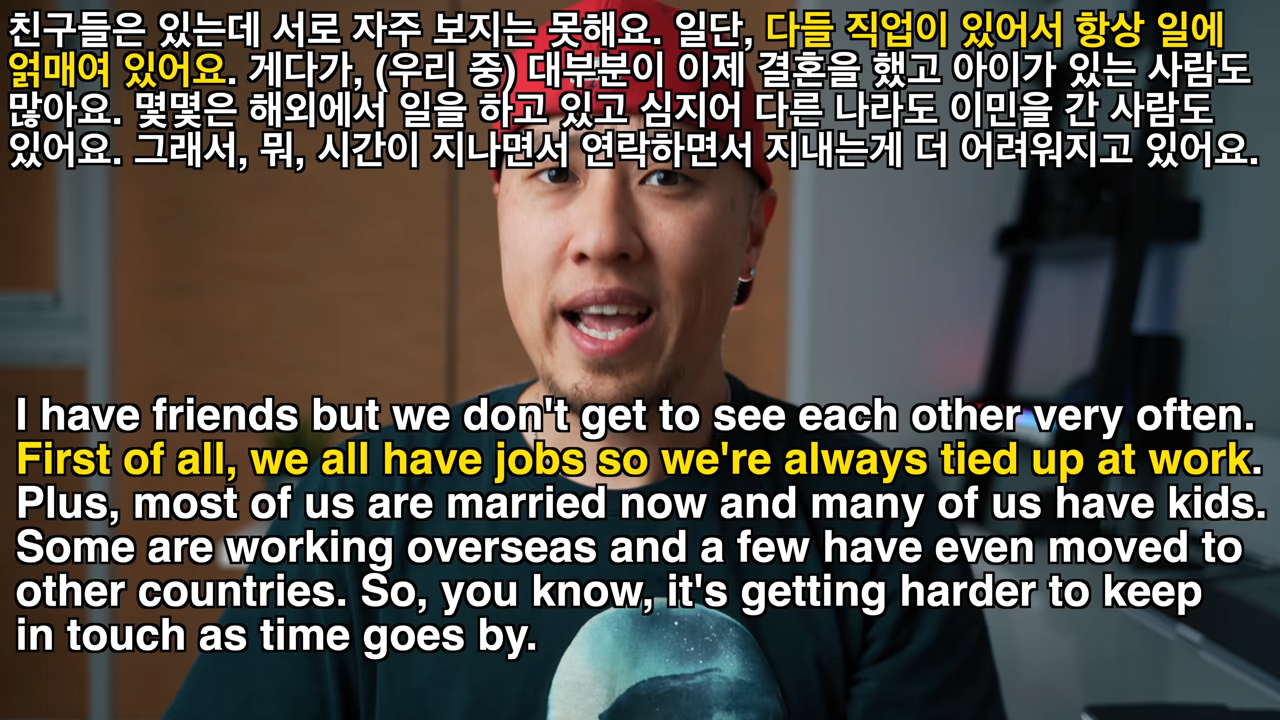 친구들은 있는데 서로 자주 보지는 못해요. 일단, 다들 직업이 있어서 항상 일에
얽매여 있어요. 게다가, (우리 중) 대부분이 이제 결혼을 했고 아이가 있는 사람도
많아요. 몇몇은 해외에서 일을 하고 있고 심지어 다른 나라도 이민을 간 사람도
있어요. 그래서, 뭐, 시간이 지나면서 연락하면서 지내는게 더 어려워지고 있어요.
I have friends but we don't get to see each other very often.
First of all, we all have jobs so we're always tied up at work.
Plus, most of us are married now and many of us have kids.
Some are working overseas and a few have even moved to
other countries. So, you know, it's getting harder to keep
in touch as time goes by.